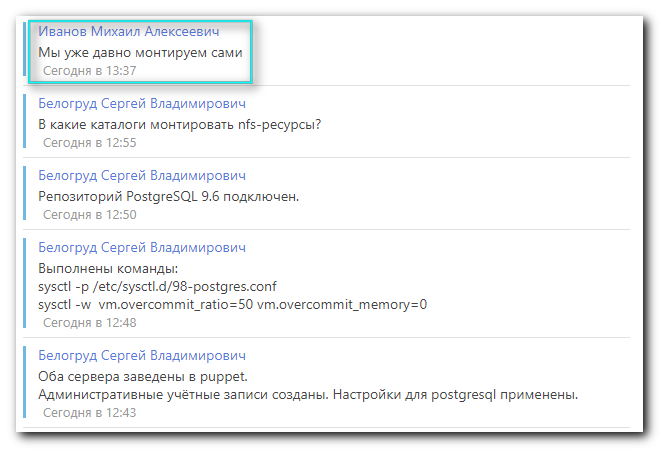 Иванов Михаил Алексеевич
Мы уже давно монтируем сами
Сегодня в 13:37
Белогруд Сергей Владимирович
В какие каталоги монтировать nfs-ресурсы?
Сегодня в 12:55
Белогруд Сергей Владимирович
Репозиторий PostgreSQL 9.6 подключен.
Сегодня в 12:50
Белогруд Сергей Владимирович
Выполнены команды:
sysctl -p /etc/sysctl.d/98-postgres.conf
sysctl -w  vm.overcommit_ratio=50 vm.overcommit_memory=0
Сегодня в 12:48
Белогруд Сергей Владимирович
Оба сервера заведены в puppet.
Административные учётные записи созданы. Настройки для postgresql применены.
Сегодня в 12:43